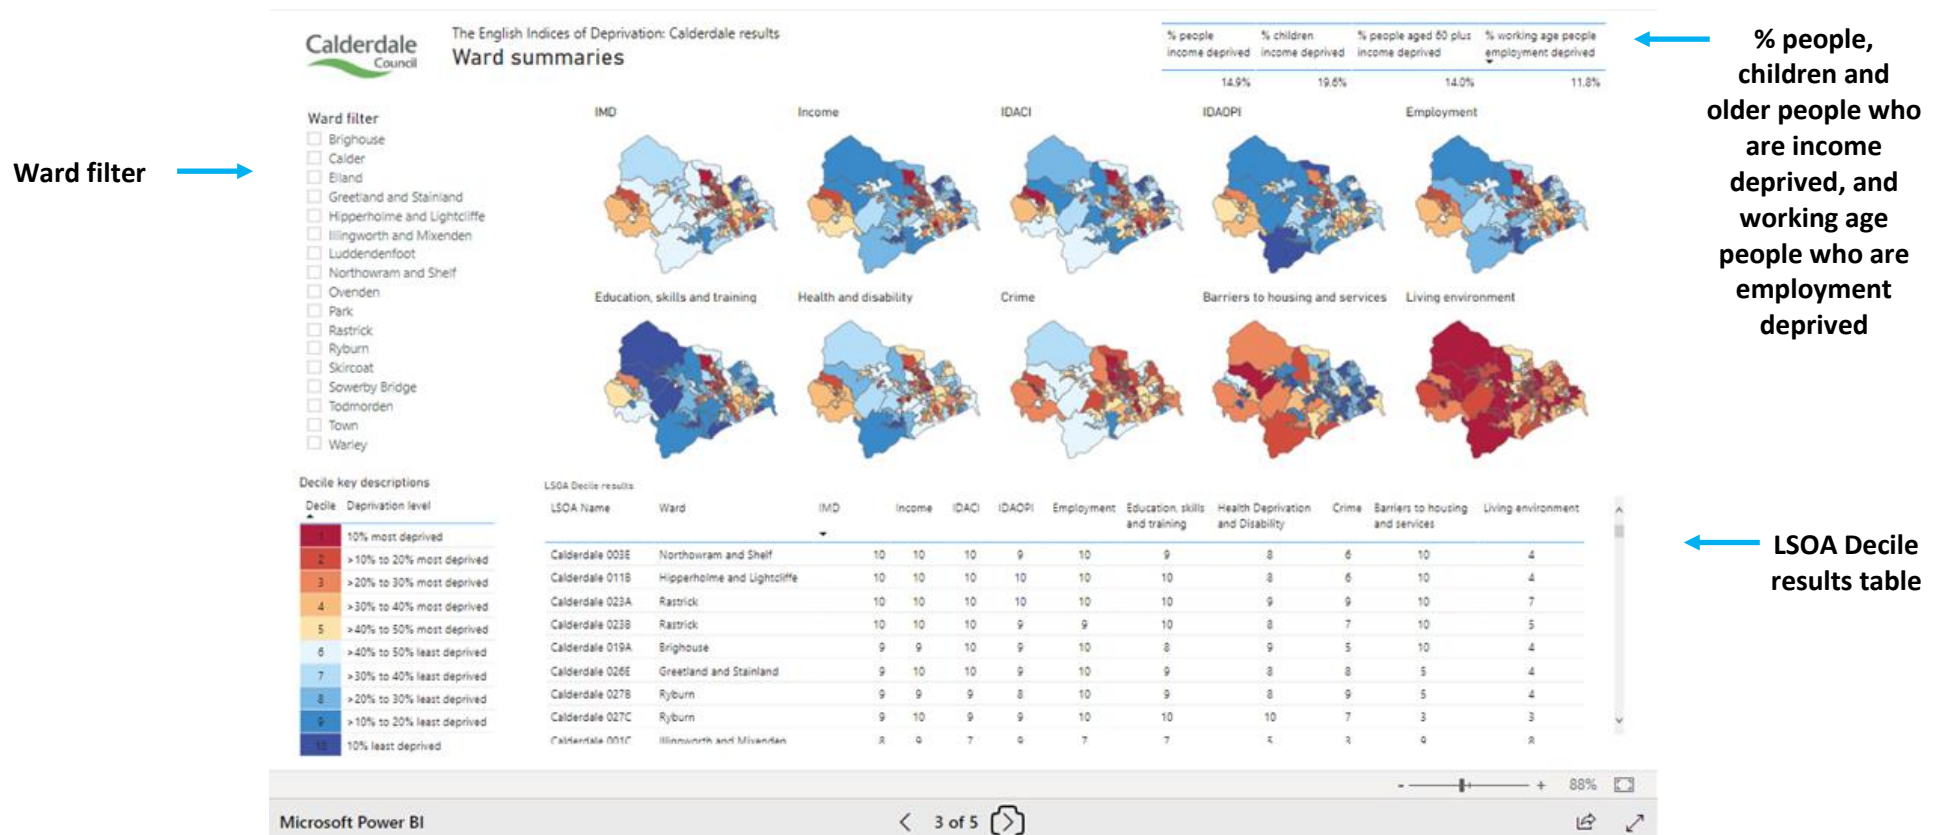 Calderdale
Council
The English Indices of Deprivation: Calderdale results
Ward summaries
% people income deprived
% children income deprived
% people aged 60 plus income deprived
% working age people employment deprived
14.9% 19.6% 14.0% 11.8%
% people,
children and
older people who
are income
deprived, and
working age
people who are
employment
deprived
Ward filter
Ward filter
Brighouse
Calder
Elland
Greetland and Stainland
Hipperholme and Lightcliffe
Illingworth and Mixenden
Luddendenfoot
Northowram and Shelf
Ovenden
Park
Rastrick
Ryburn
Skircoat
Sowerby Bridge
Todmorden
Town
Warley
IMD
Income
IDACI
IDAOPI
Employment
Education, skills and training
Health and disability
Crime
Barriers to housing and services
Living environment
Decile key descriptions
Decile Deprivation level
1 10% most deprived
2 >10% to 20% most deprived
3 >20% to 30% most deprived
4 >30% to 40% most deprived
5 >40% to 50% most deprived
6 >40% to 50% least deprived
7 >30% to 40% least deprived
8 >20% to 30% least deprived
9 >10% to 20% least deprived
10 10% least deprived
LSOA Decile results
LSOA Name Ward IMD Income IDACI IDAOPI Employment Education, skills and training Health Deprivation and Disability Crime Barriers to housing and services Living environment
Calderdale 003E Northowram and Shelf 10 10 10 9 10 9 8 6 10 4
Calderdale 011B Hipperholme and Lightcliffe 10 10 10 10 10 10 8 6 10 4
Calderdale 023A Rastrick 10 10 10 10 10 10 9 9 10 7
Calderdale 023B Rastrick 10 10 10 9 9 10 8 7 10 5
Calderdale 019A Brighouse 9 9 10 9 10 8 9 5 10 4
Calderdale 026E Greetland and Stainland 9 10 10 9 10 9 8 8 5 4
Calderdale 027B Ryburn 9 9 9 8 10 9 8 9 5 4
Calderdale 027C Ryburn 9 10 9 9 10 10 10 7 3 3
Calderdale 001C Illingworth and Mixenden 8 9 7 9 7 7 5 3 9 8
LSOA Decile
results table
- + 88%
Microsoft Power BI
3 of 5